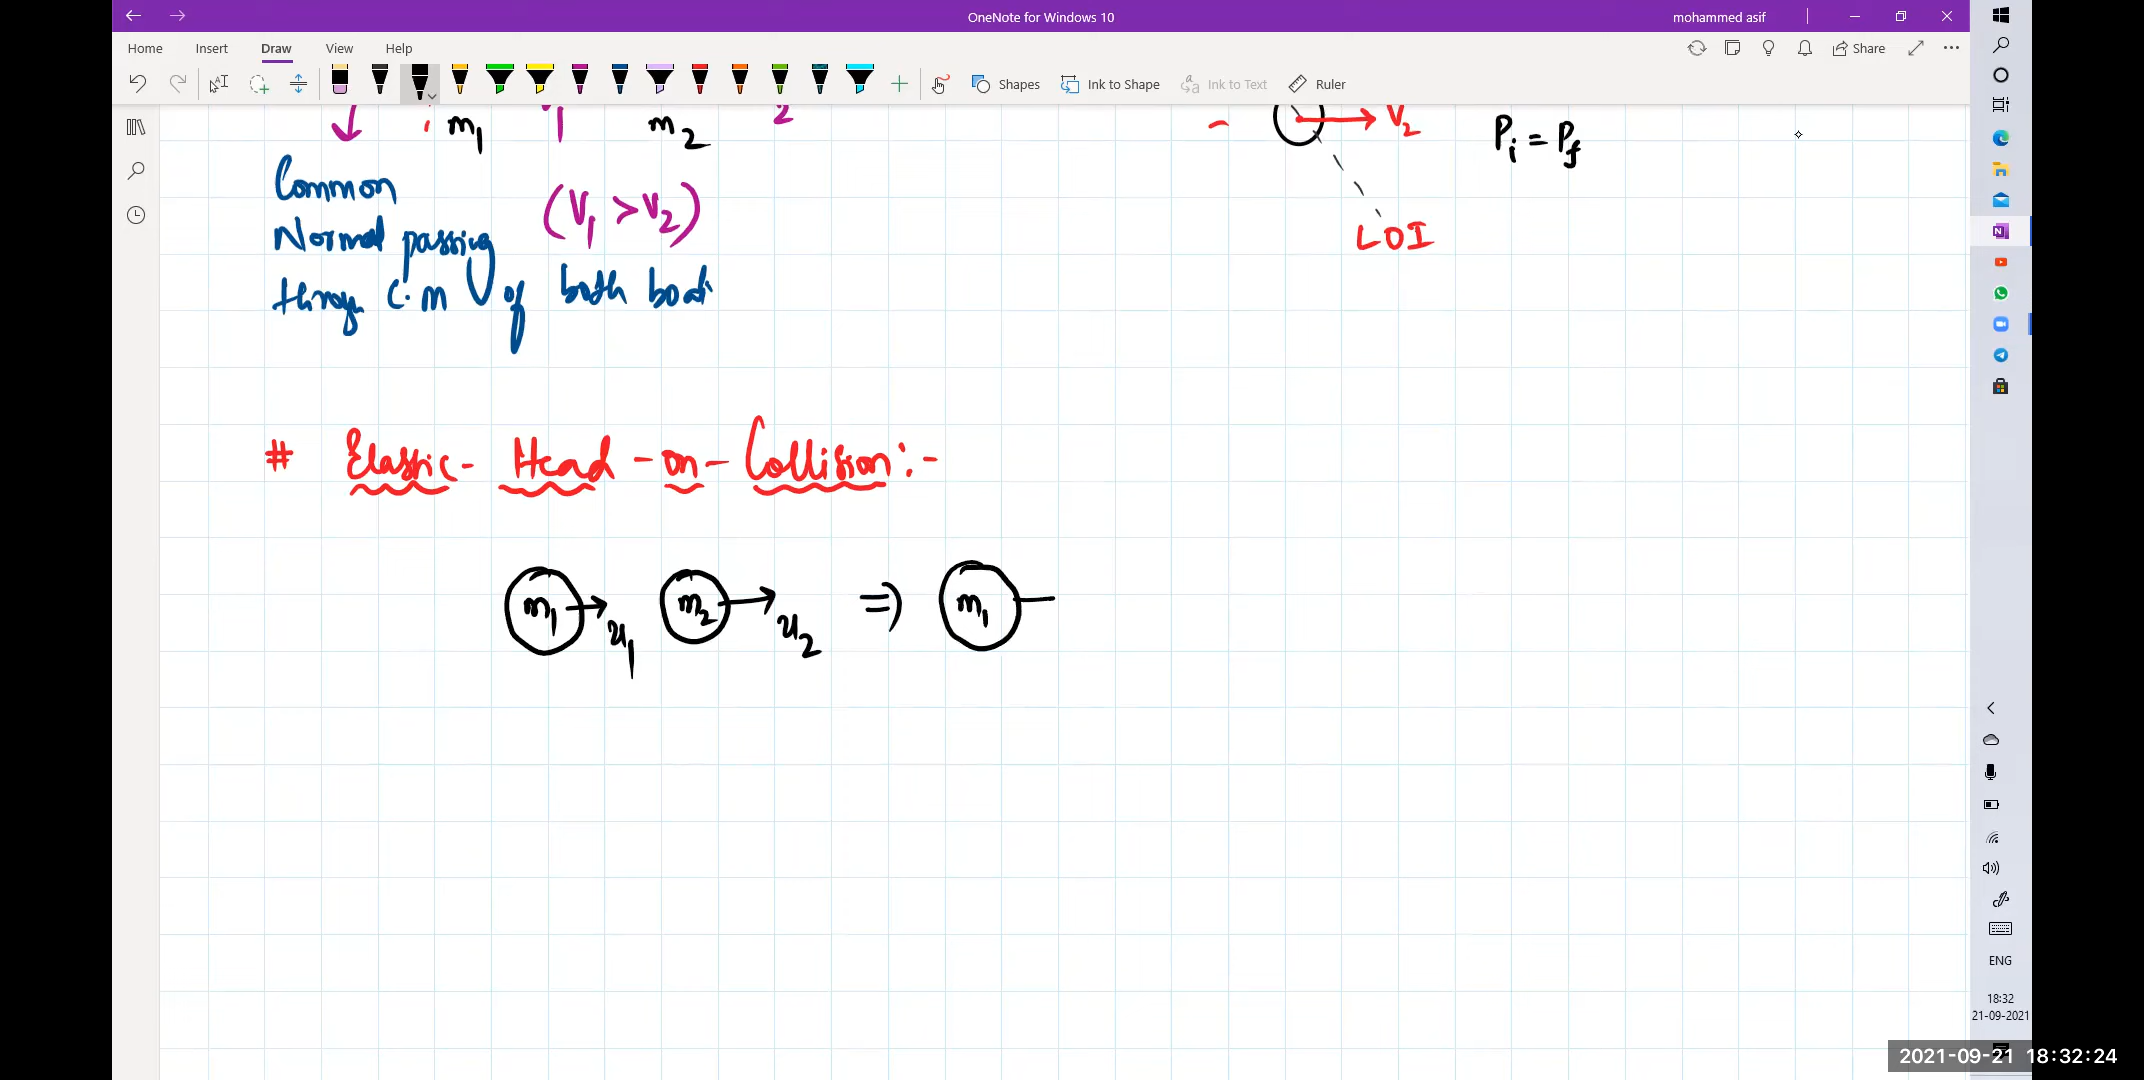 OneNote for Windows 10
mohammed asif
Home Insert Draw View Help
Share
Shapes Ink to Shape Ink to Text Ruler
m1 m2 2
V2
Pi = Pf
Common
Normal passing
(V1 > V2)
C.m of both bodi
LOI
# Elastic - Head - on - Collision :-
m1 u1 m2 u2 ⇒ m1
ENG
18:32
21-09-2021
2021-09-21 18:32:24